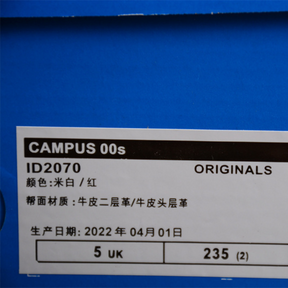 CAMPUS 00s
ID2070 ORIGINALS
颜色:米白/红
帮面材质:牛皮二层革/牛皮头层革
生产日期:2022 年 04月 01日
5 UK 235 (2)